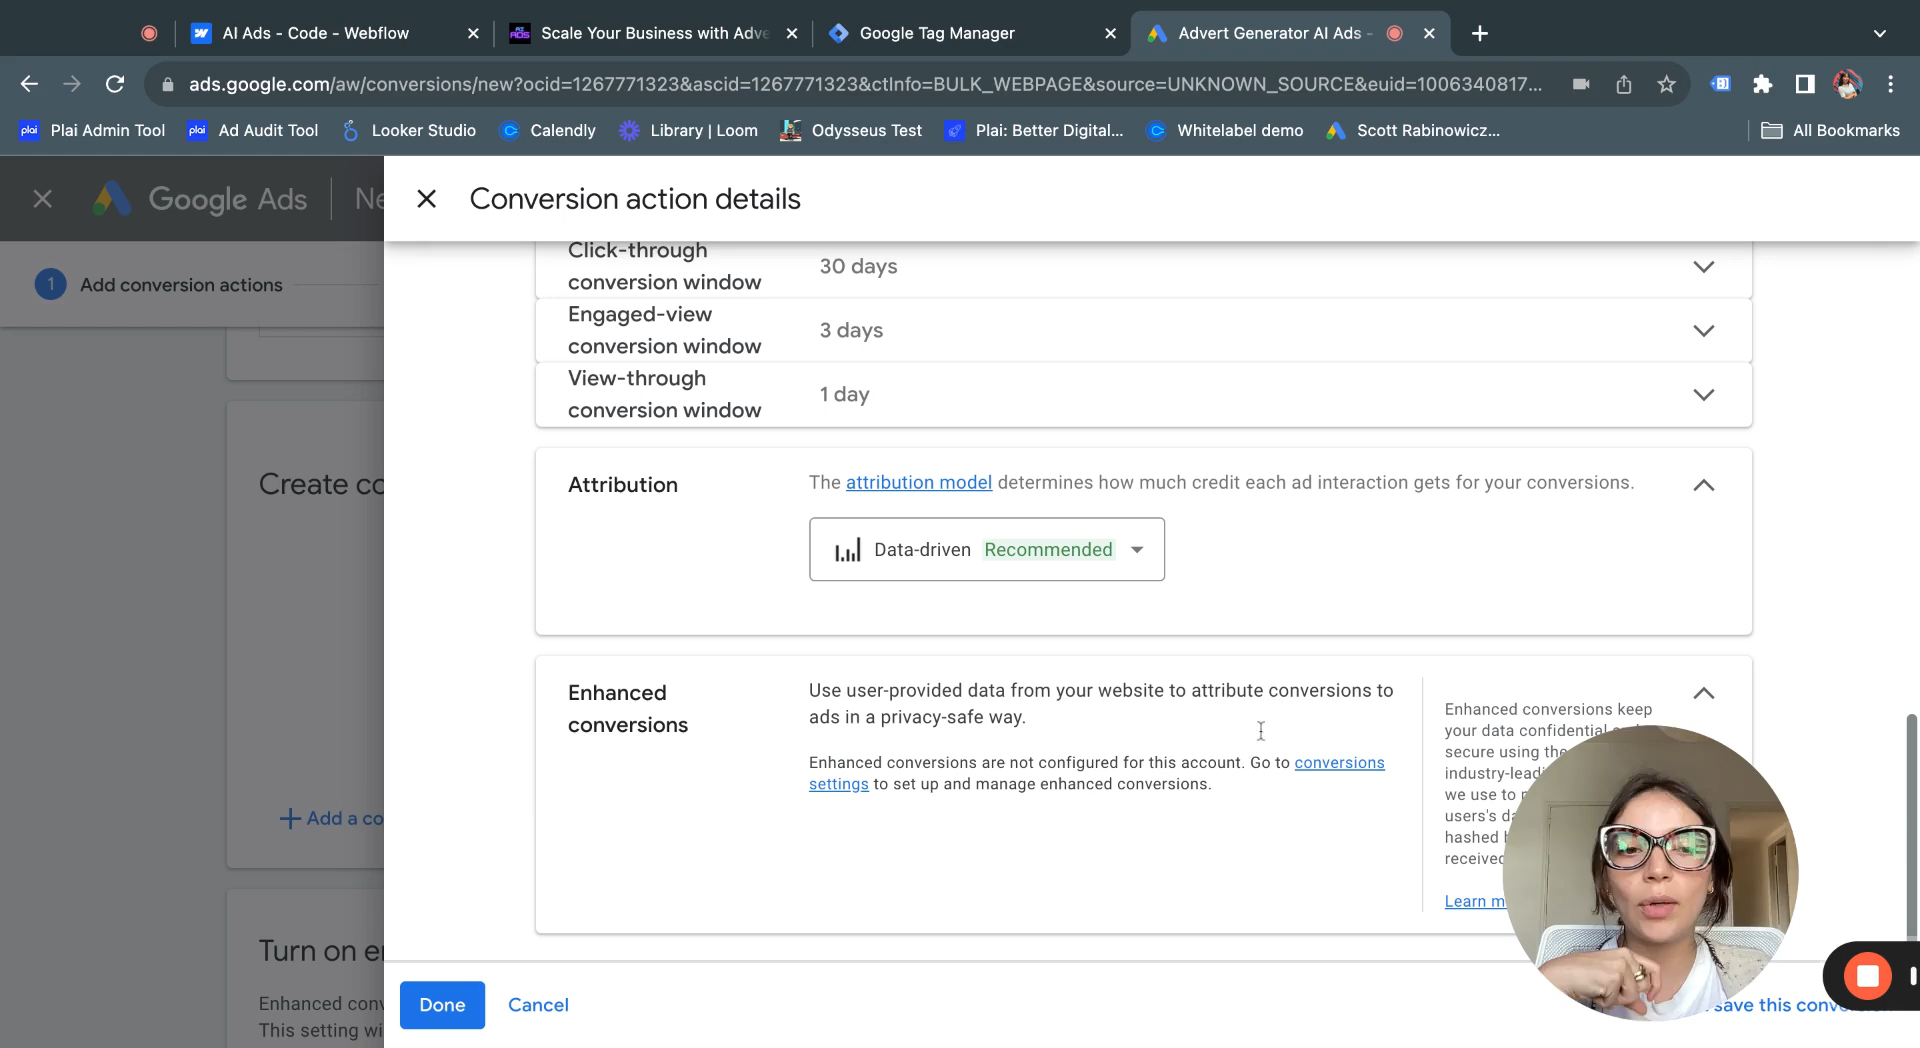 AI Ads - Code - Webflow
Scale Your Business with Adve
Google Tag Manager
Advert Generator AI Ads -
ads.google.com/aw/conversions/new?ocid=1267771323&ascid=1267771323&ctInfo=BULK_WEBPAGE&source=UNKNOWN_SOURCE&euid=1006340817...
plai Plai Admin Tool
plai Ad Audit Tool
Looker Studio
Calendly
Library | Loom
Odysseus Test
Plai: Better Digital...
Whitelabel demo
Scott Rabinowicz...
All Bookmarks
Google Ads
Ne
Conversion action details
1 Add conversion actions
Click-through
conversion window
30 days
Engaged-view
conversion window
3 days
View-through
conversion window
1 day
Create co
Attribution
The attribution model determines how much credit each ad interaction gets for your conversions.
Data-driven Recommended
Enhanced
conversions
Use user-provided data from your website to attribute conversions to
ads in a privacy-safe way.
Enhanced conversions are not configured for this account. Go to conversions
settings to set up and manage enhanced conversions.
Enhanced conversions keep
your data confidential
secure using the
industry-leadi
we use to
users's da
hashed
received
Learn m
+ Add a co
Turn on e
Enhanced conv
This setting wi
Done
Cancel
save this conv